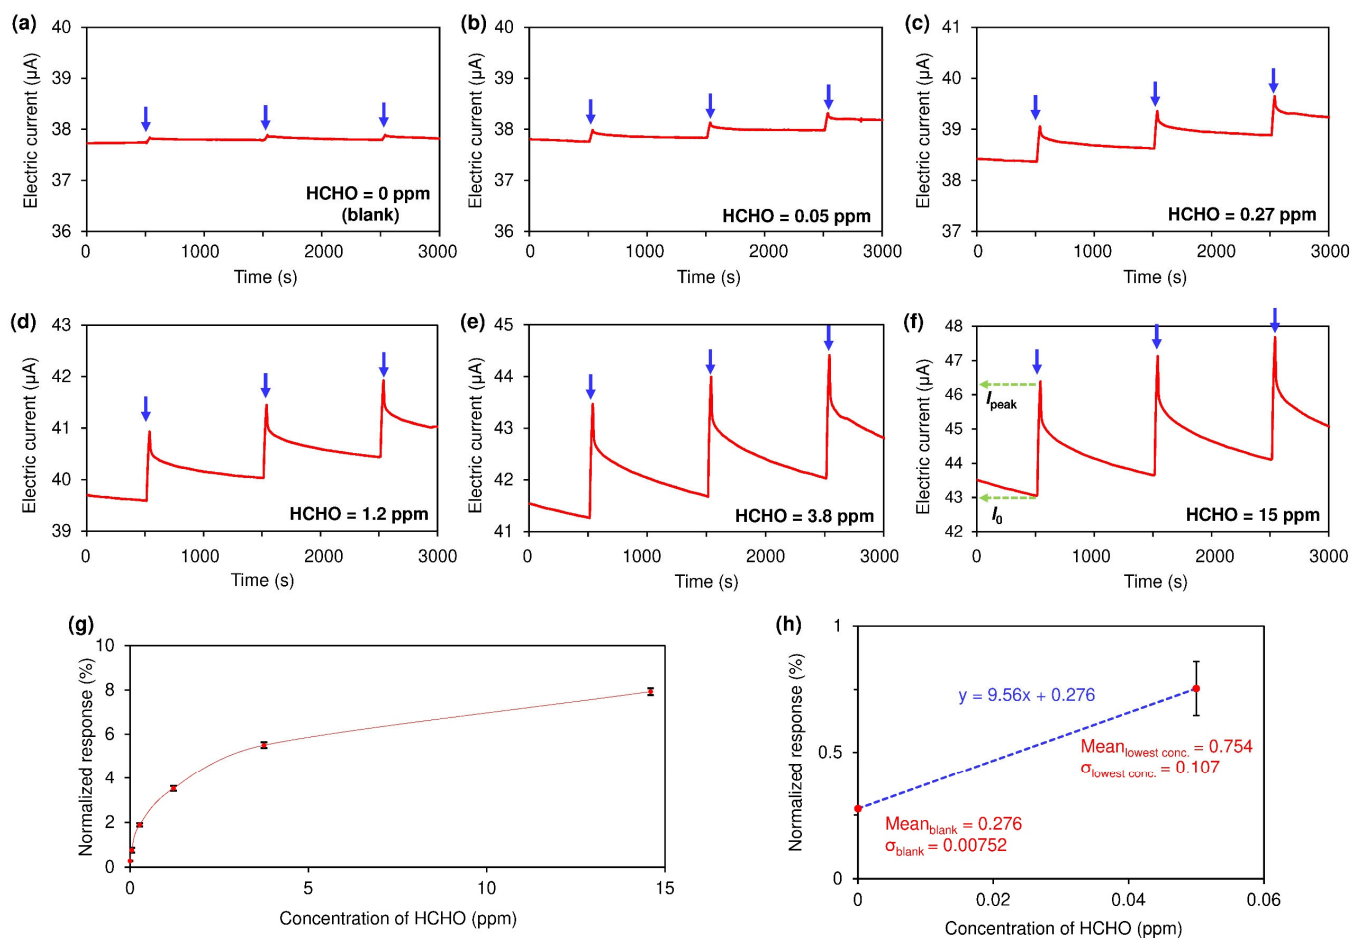 (a)
40
39
38
37
36
Electric current (µA)
HCHO = 0 ppm
(blank)
0
1000
2000
3000
Time (s)
(b)
40
39
38
37
36
Electric current (µA)
HCHO = 0.05 ppm
0
1000
2000
3000
Time (s)
(c)
41
40
39
38
37
Electric current (µA)
HCHO = 0.27 ppm
0
1000
2000
3000
Time (s)
(d)
43
42
41
40
39
Electric current (µA)
HCHO = 1.2 ppm
0
1000
2000
3000
Time (s)
(e)
45
44
43
42
41
Electric current (µA)
HCHO = 3.8 ppm
0
1000
2000
3000
Time (s)
(f)
48
47
46
45
44
43
42
Electric current (µA)
Ipeak
I0
HCHO = 15 ppm
0
1000
2000
3000
Time (s)
(g)
10
8
6
4
2
0
Normalized response (%)
0
5
10
15
Concentration of HCHO (ppm)
(h)
1
0.5
0
Normalized response (%)
y = 9.56x + 0.276
Meanlowest conc. = 0.754
σlowest conc. = 0.107
Meanblank = 0.276
σblank = 0.00752
0
0.02
0.04
0.06
Concentration of HCHO (ppm)